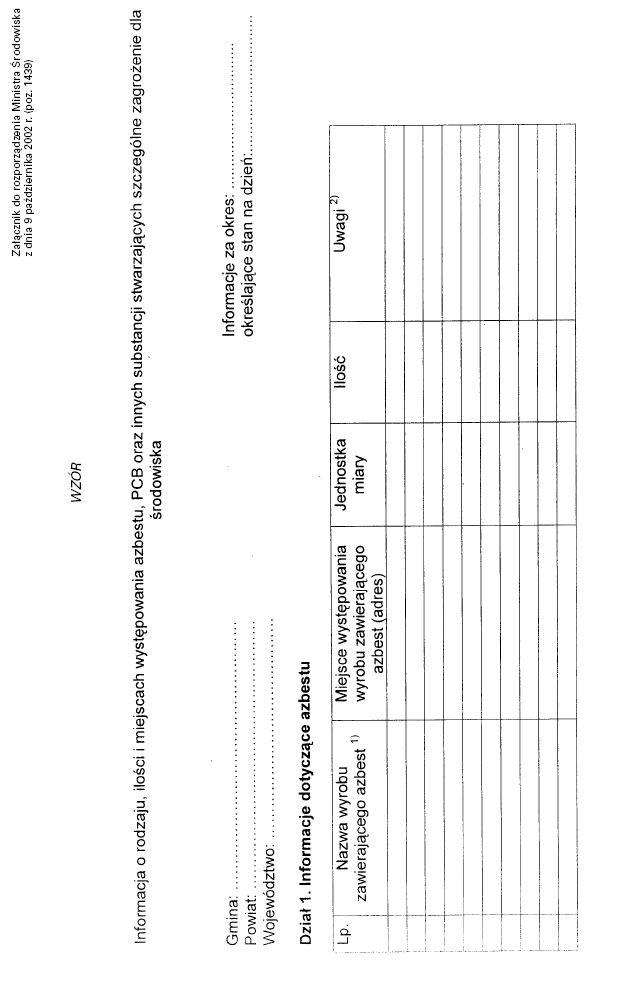 Załącznik do rozporządzenia Ministra Środowiska
z dnia 9 października 2002 r. (poz. 1439)
WZÓR
Informacja o rodzaju, ilości i miejscach występowania azbestu, PCB oraz innych substancji stwarzających szczególne zagrożenie dla
środowiska
Informacje za okres: ..............................
określające stan na dzień:..............................
Gmina: ..................................................
Powiat: ..................................................
Województwo: ..........................................
Dział 1. Informacje dotyczące azbestu
Lp.
Nazwa wyrobu
zawierającego azbest 1)
Miejsce występowania
wyrobu zawierającego
azbest (adres)
Jednostka
miary
Ilość
Uwagi 2)